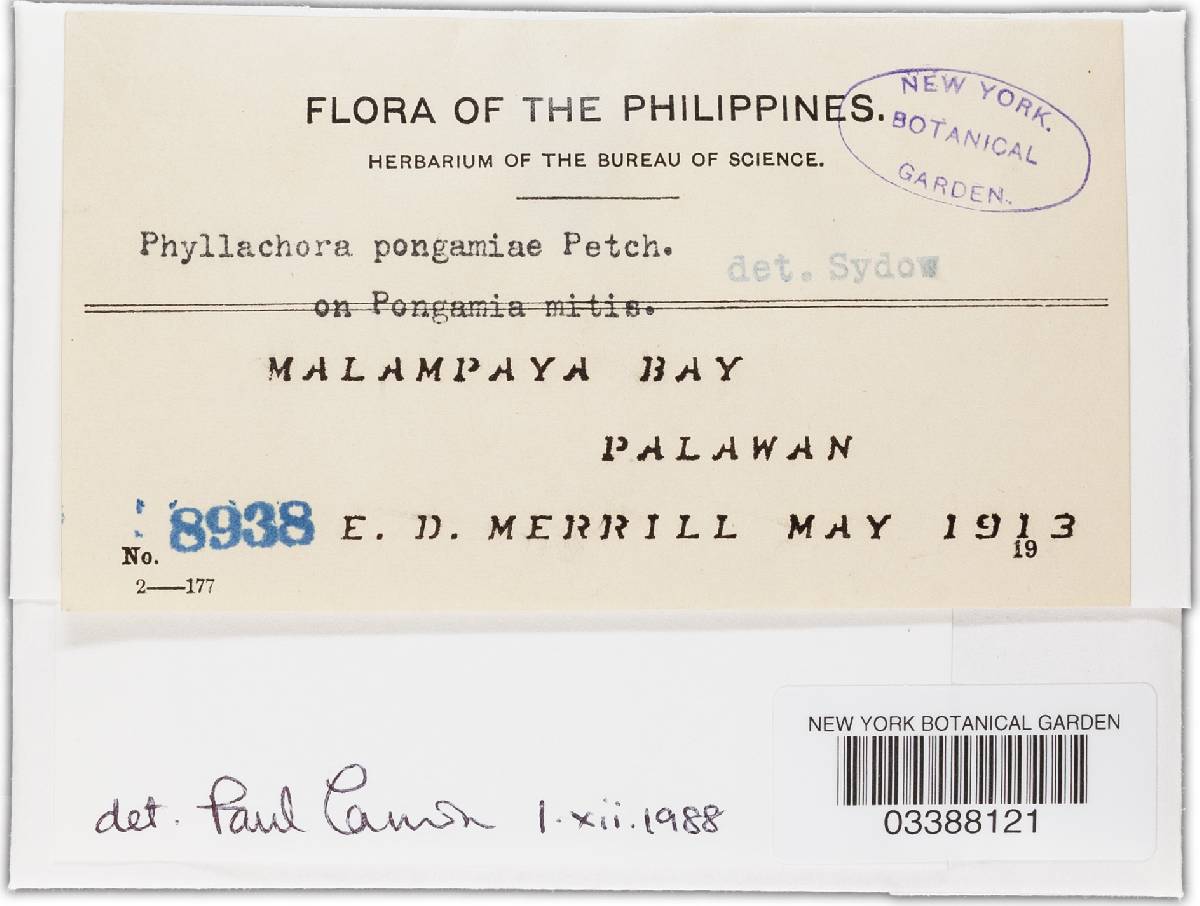 FLORA OF THE PHILIPPINES.
HERBARIUM OF THE BUREAU OF SCIENCE.
NEW YORK.
BOTANICAL
GARDEN.
Phyllachora pongamiae Petch.
det. Sydow
on Pongamia mitis.
MALAMPAYA BAY
PALAWAN
No. 8938 E. D. MERRILL MAY 1913
19
2—177
NEW YORK BOTANICAL GARDEN
03388121
det. Paul Cannon 1.xii.1988